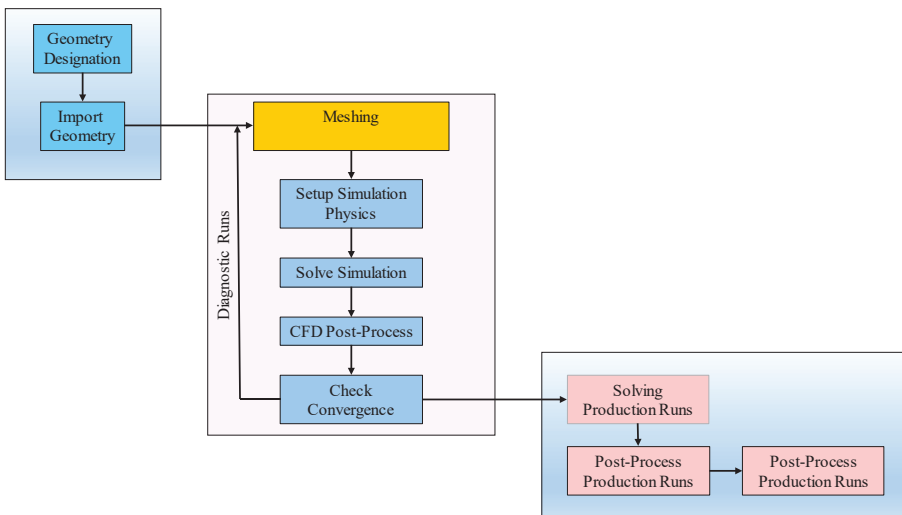 Geometry
Designation
Import
Geometry
Meshing
Setup Simulation
Physics
Diagnostic Runs
Solve Simulation
CFD Post-Process
Check
Convergence
Solving
Production Runs
Post-Process
Production Runs
Post-Process
Production Runs